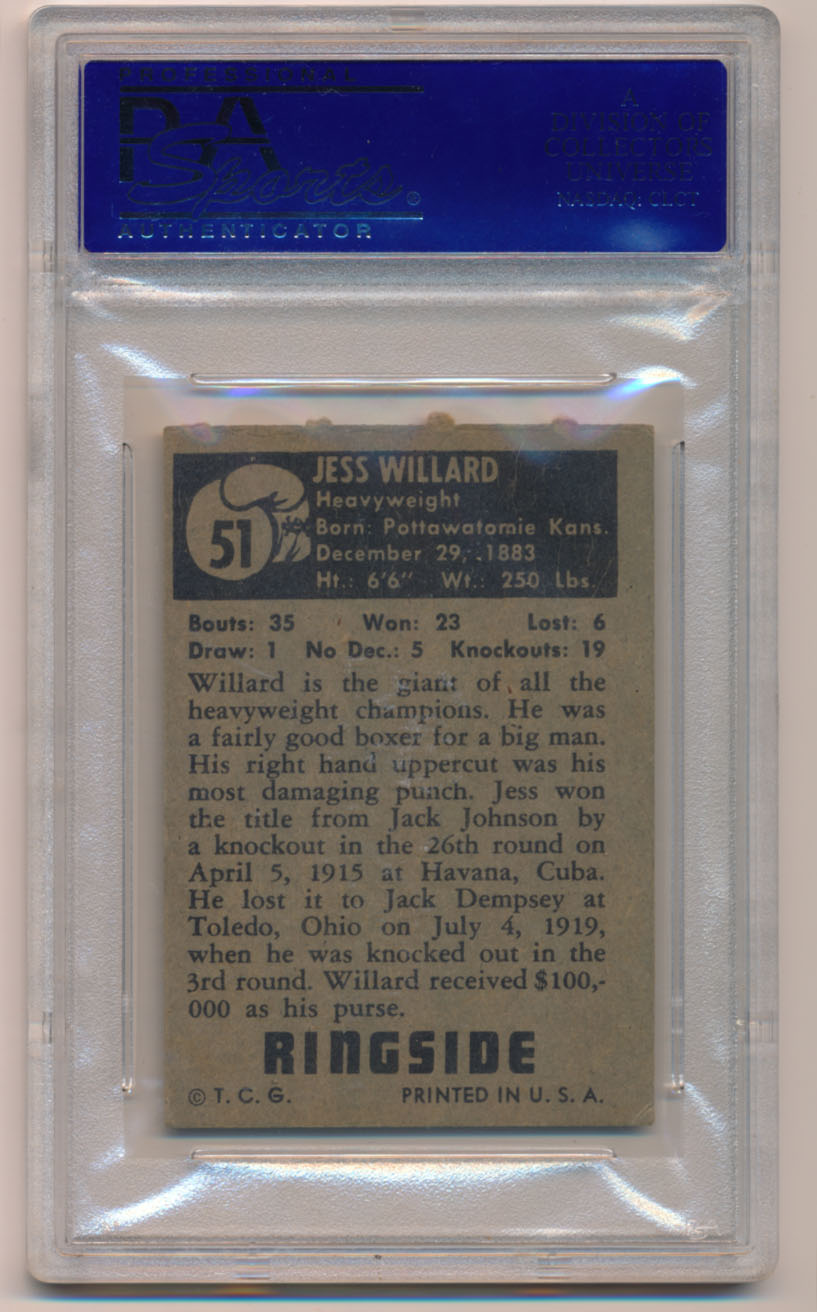 PROFESSIONAL
PSA
Sports®
AUTHENTICATOR
A
DIVISION OF
COLLECTORS
UNIVERSE
NASDAQ: CLCT
51
JESS WILLARD
Heavyweight
Born: Pottawatomie Kans.
December 29, 1883
Ht.: 6'6" Wt.: 250 Lbs.
Bouts: 35 Won: 23 Lost: 6
Draw: 1 No Dec.: 5 Knockouts: 19
Willard is the giant of all the
heavyweight champions. He was
a fairly good boxer for a big man.
His right hand uppercut was his
most damaging punch. Jess won
the title from Jack Johnson by
a knockout in the 26th round on
April 5, 1915 at Havana, Cuba.
He lost it to Jack Dempsey at
Toledo, Ohio on July 4, 1919,
when he was knocked out in the
3rd round. Willard received $100,-
000 as his purse.
RINGSIDE
© T. C. G. PRINTED IN U. S. A.